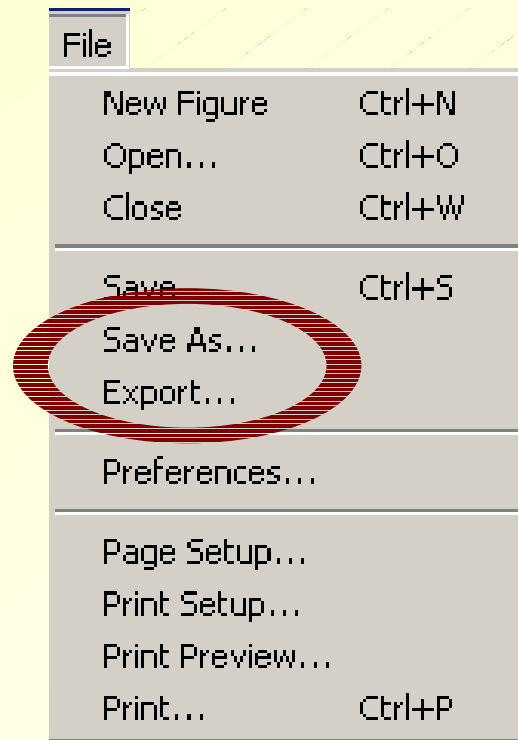 File
New Figure Ctrl+N
Open... Ctrl+O
Close Ctrl+W
Save Ctrl+S
Save As...
Export...
Preferences...
Page Setup...
Print Setup...
Print Preview...
Print... Ctrl+P